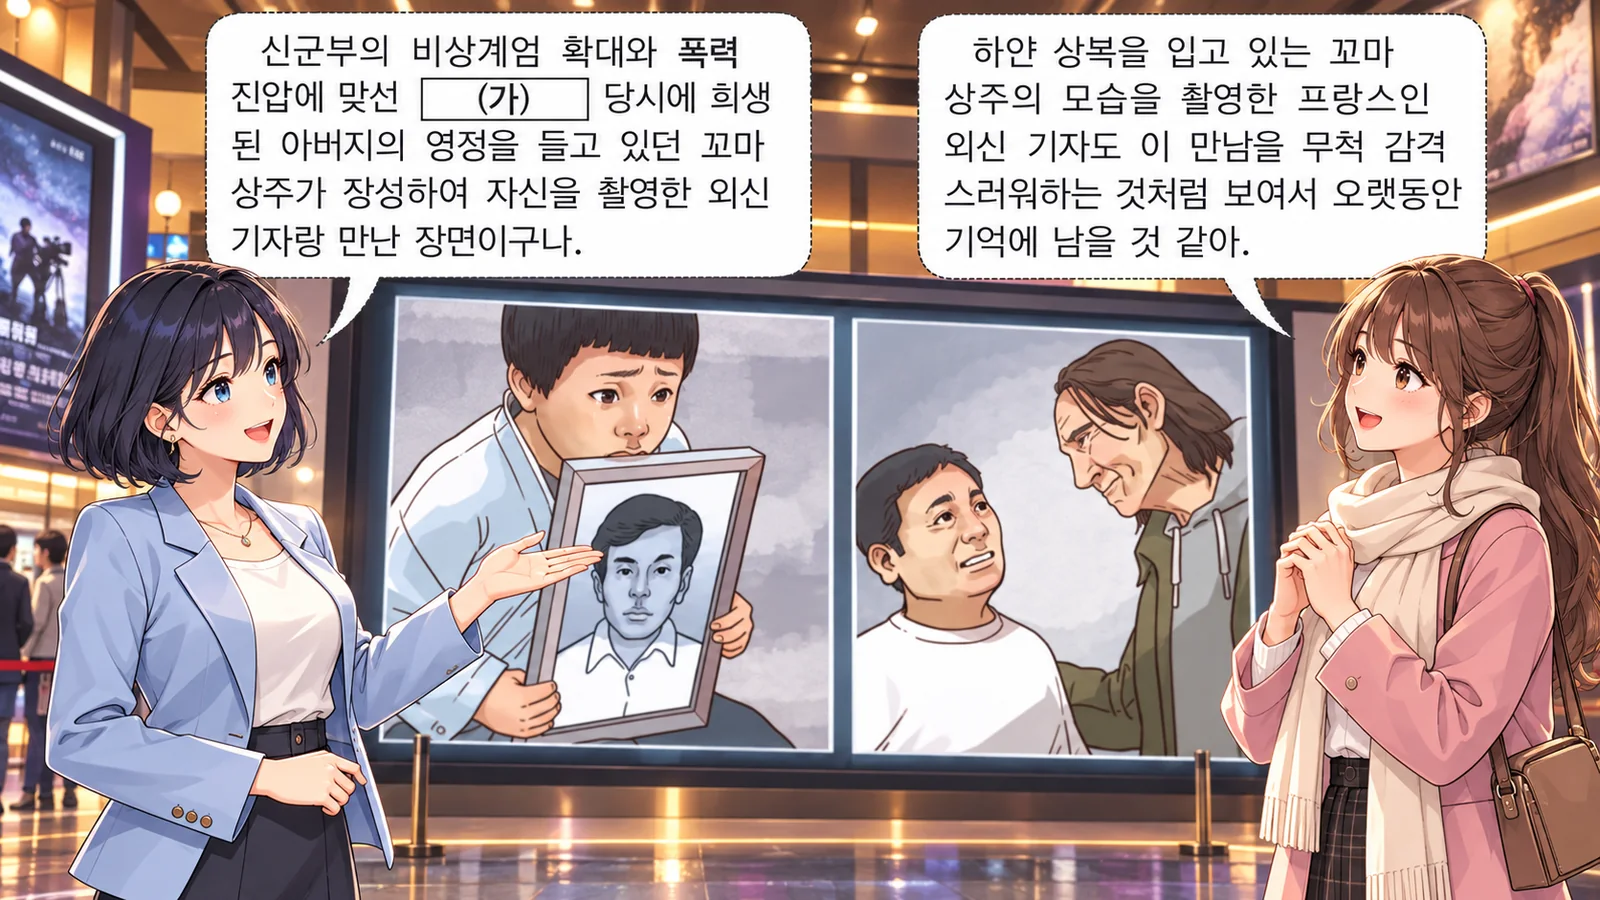 신군부의 비상계엄 확대와 폭력
진압에 맞선 (가) 당시에 희생
된 아버지의 영정을 들고 있던 꼬마
상주가 장성하여 자신을 촬영한 외신
기자랑 만난 장면이구나.
하얀 상복을 입고 있는 꼬마
상주의 모습을 촬영한 프랑스인
외신 기자도 이 만남을 무척 감격
스러워하는 것처럼 보여서 오랫동안
기억에 남을 것 같아.